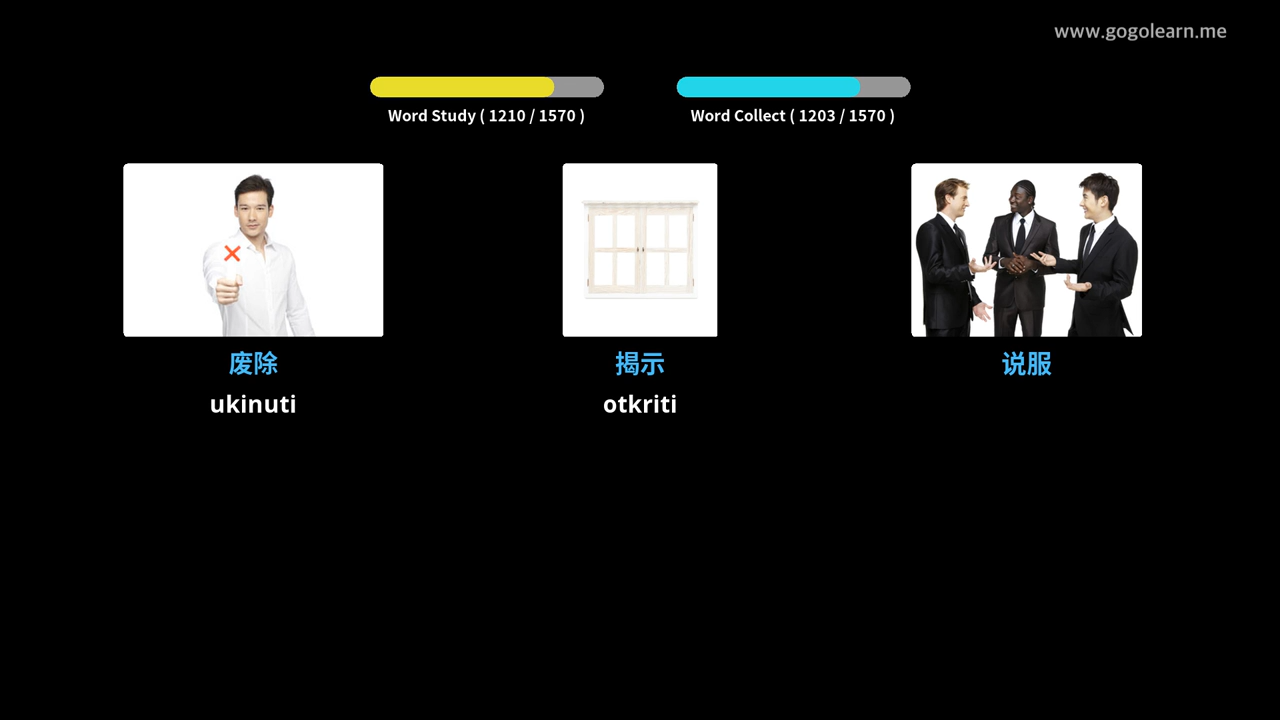 www.gogolearn.me
Word Study ( 1210 / 1570 )
Word Collect ( 1203 / 1570 )
废除
揭示
说服
ukinuti
otkriti